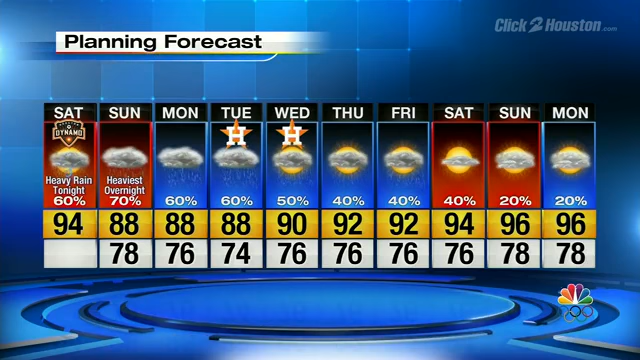 Click2Houston.com
Planning Forecast
SAT SUN MON TUE WED THU FRI SAT SUN MON
DYNAMO H H
Heavy Rain Tonight Heaviest Overnight
60% 70% 60% 60% 50% 40% 40% 40% 20% 20%
94 88 88 88 90 92 92 94 96 96
78 76 74 76 76 76 76 78 78